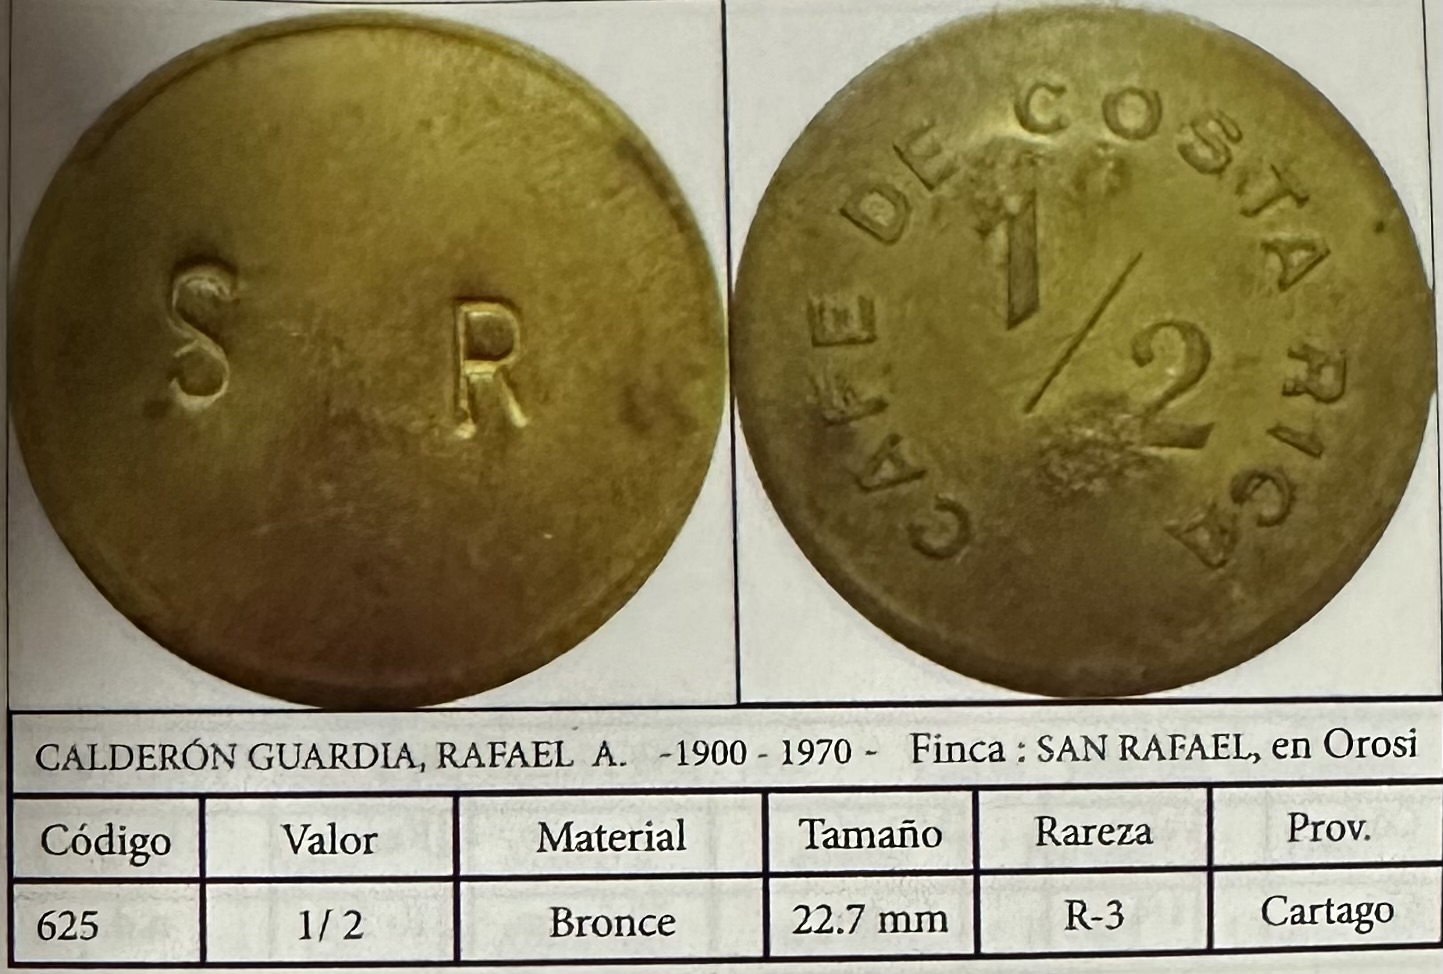 S R
CAFE DE COSTA RICA
1/2
CALDERÓN GUARDIA, RAFAEL A. -1900 - 1970 - Finca : SAN RAFAEL, en Orosi
Código Valor Material Tamaño Rareza Prov.
625 1/ 2 Bronce 22.7 mm R-3 Cartago